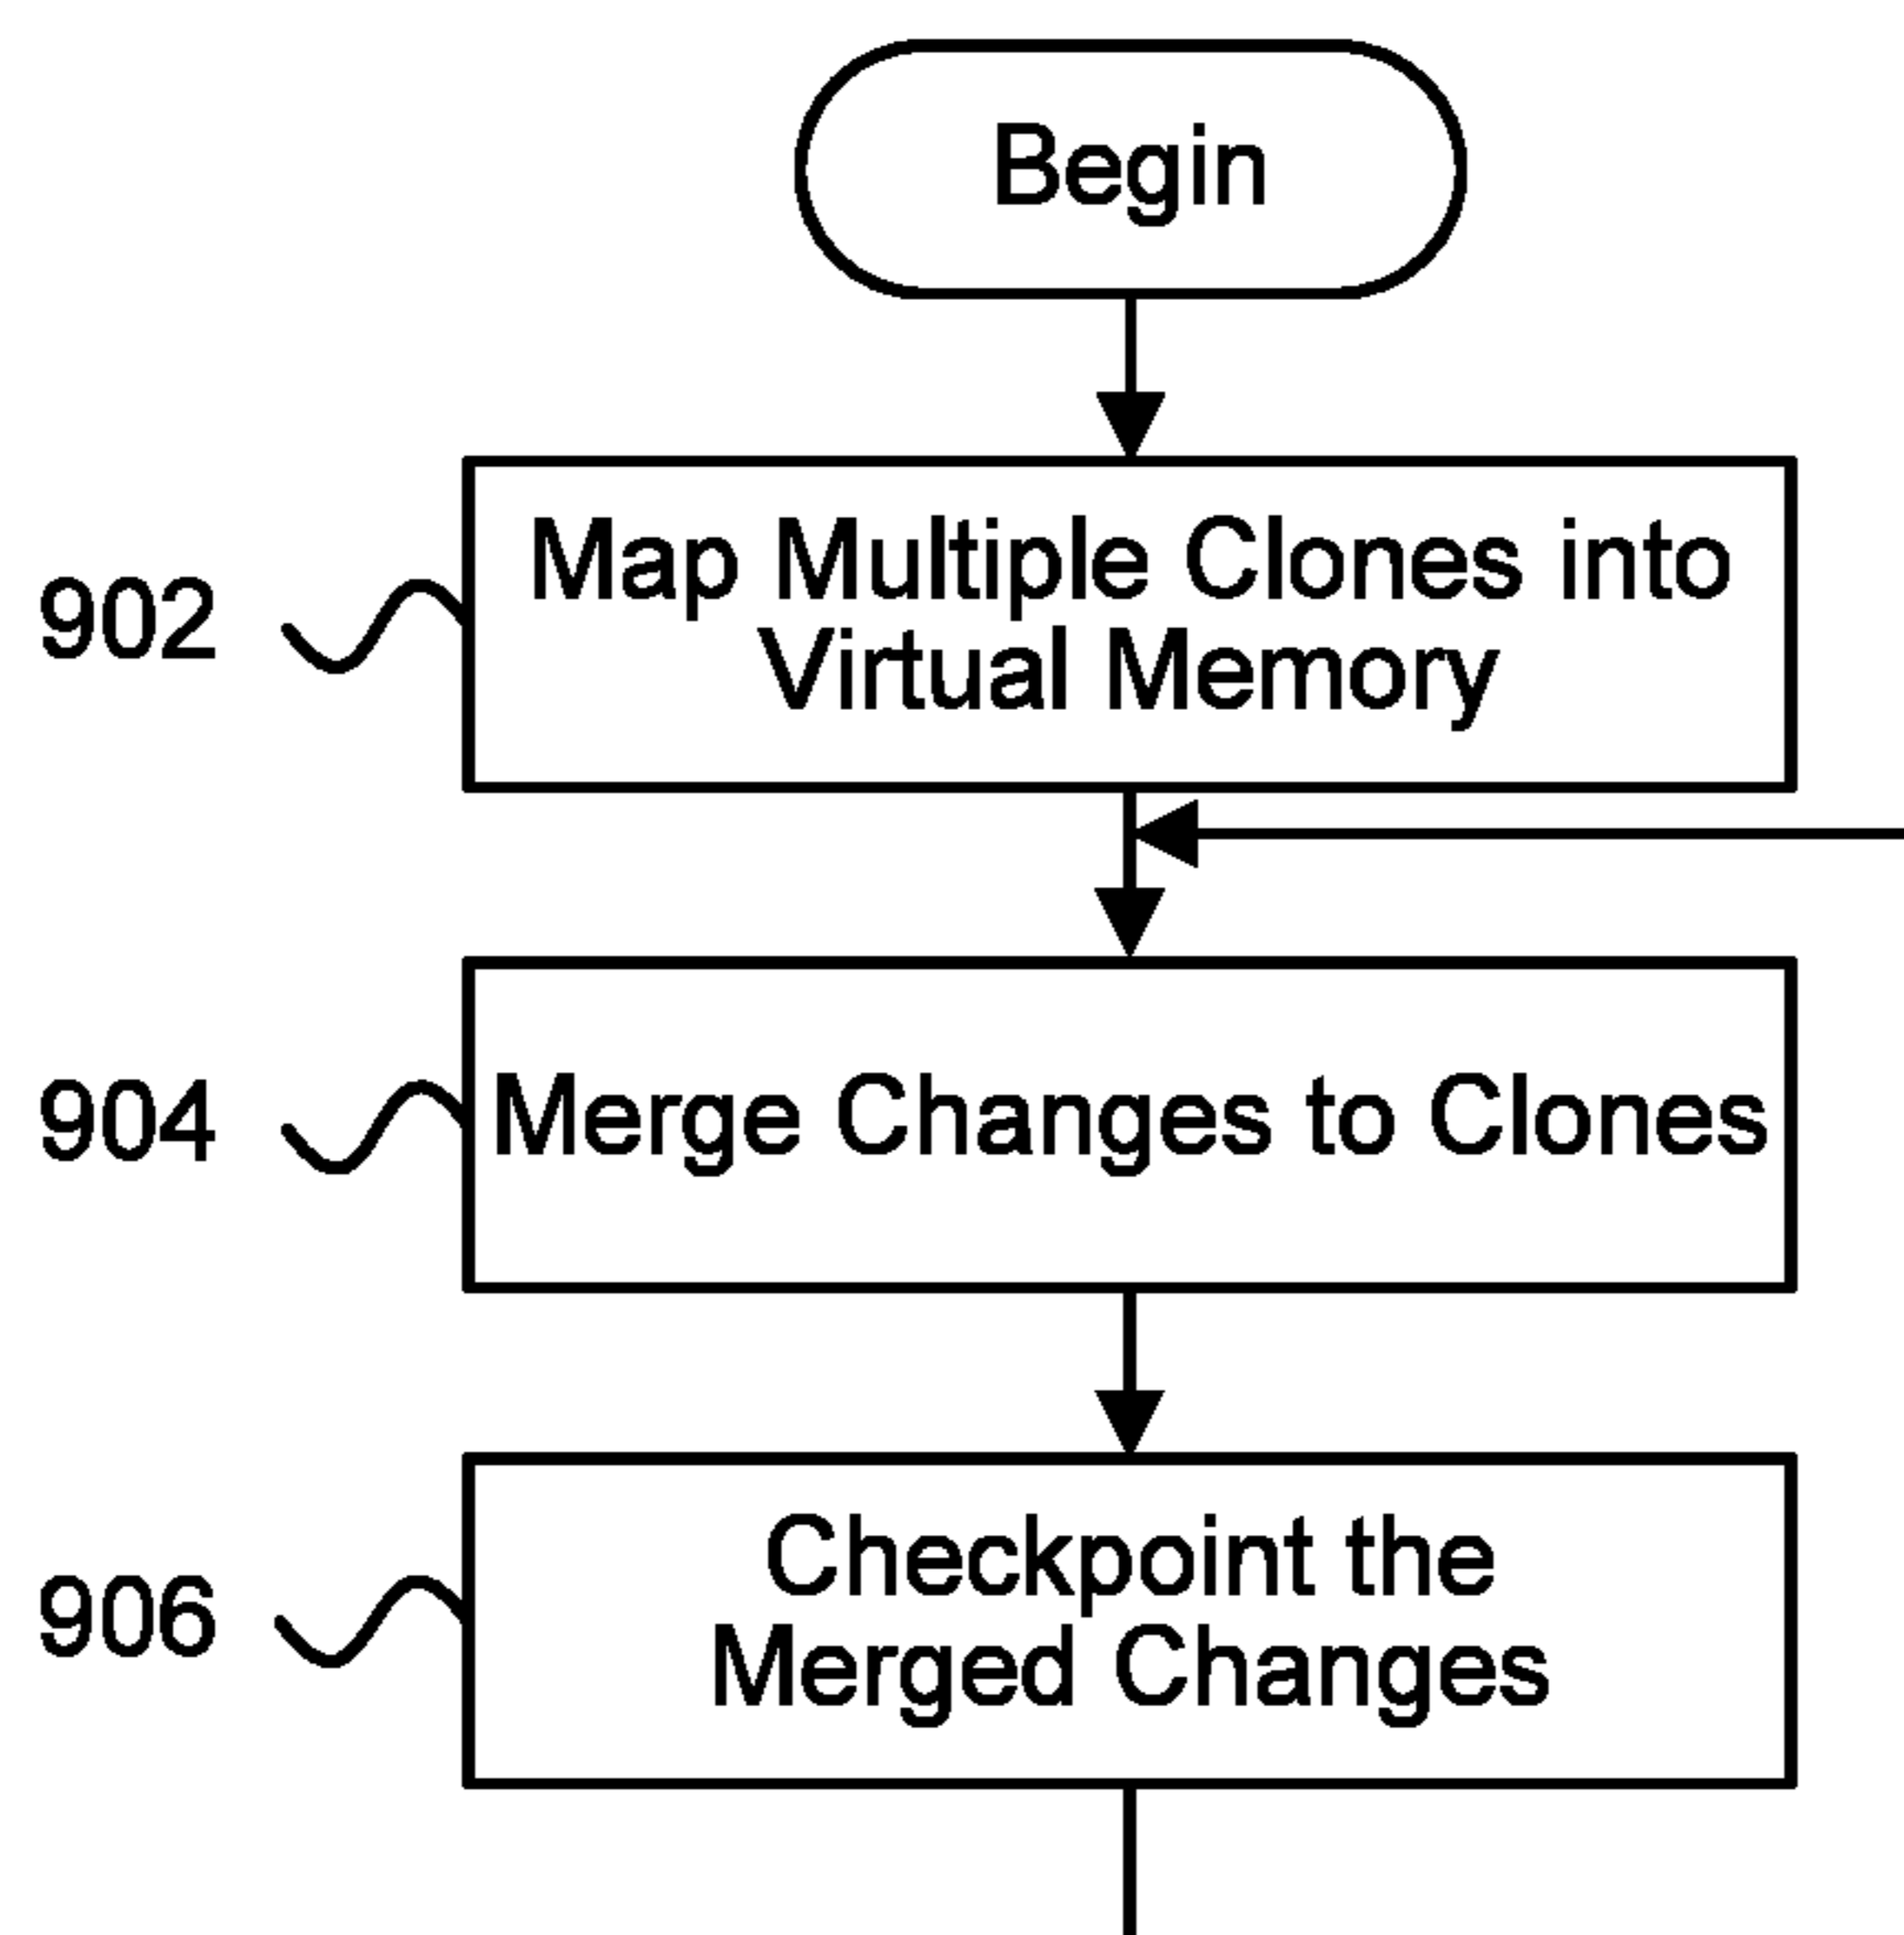 Begin
902
Map Multiple Clones into
Virtual Memory
904
Merge Changes to Clones
906
Checkpoint the
Merged Changes